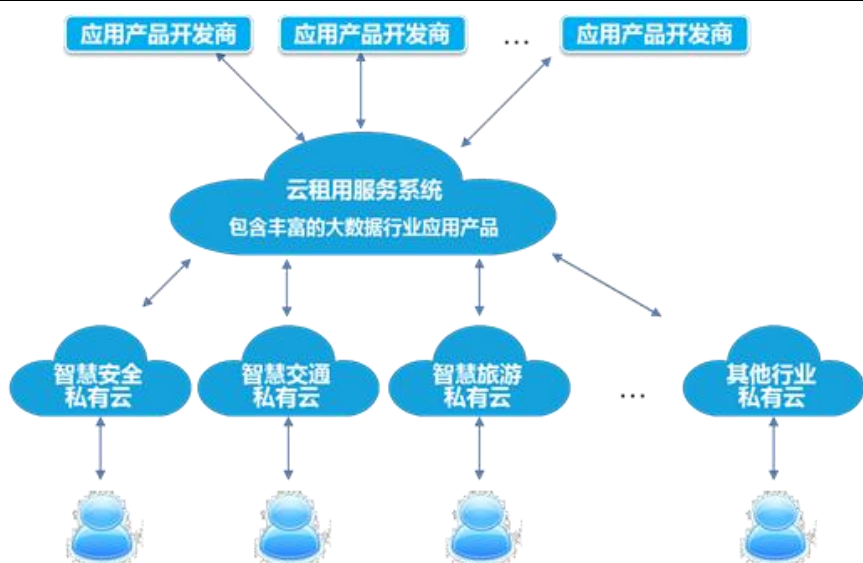 应用产品开发商
应用产品开发商
…
应用产品开发商
云租用服务系统
包含丰富的大数据行业应用产品
智慧安全
私有云
智慧交通
私有云
智慧旅游
私有云
…
其他行业
私有云